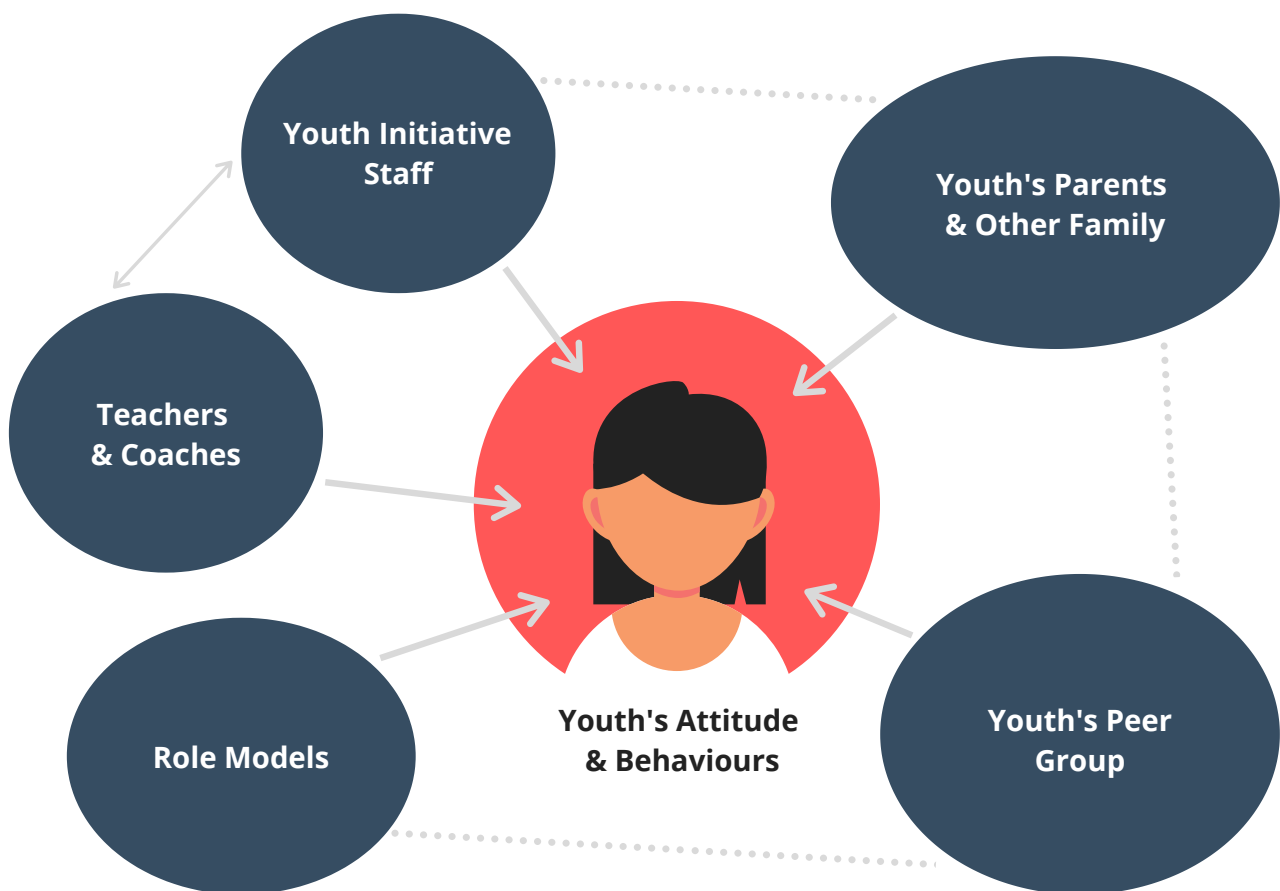 Youth Initiative
Staff
Youth's Parents
& Other Family
Teachers
& Coaches
Role Models
Youth's Attitude
& Behaviours
Youth's Peer
Group